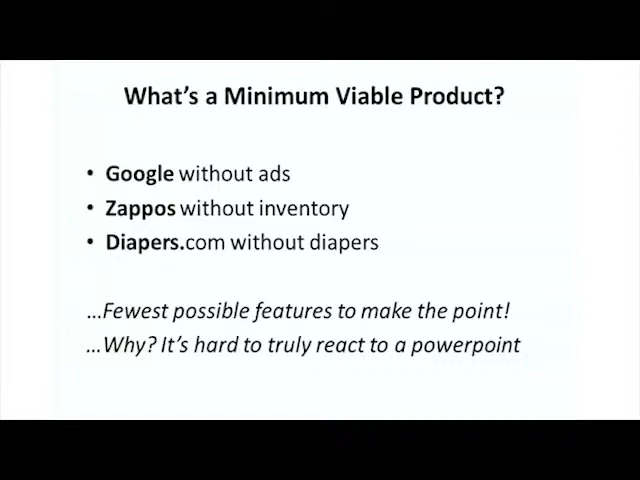 What's a Minimum Viable Product?
• Google without ads
• Zappos without inventory
• Diapers.com without diapers
...Fewest possible features to make the point!
...Why? It's hard to truly react to a powerpoint